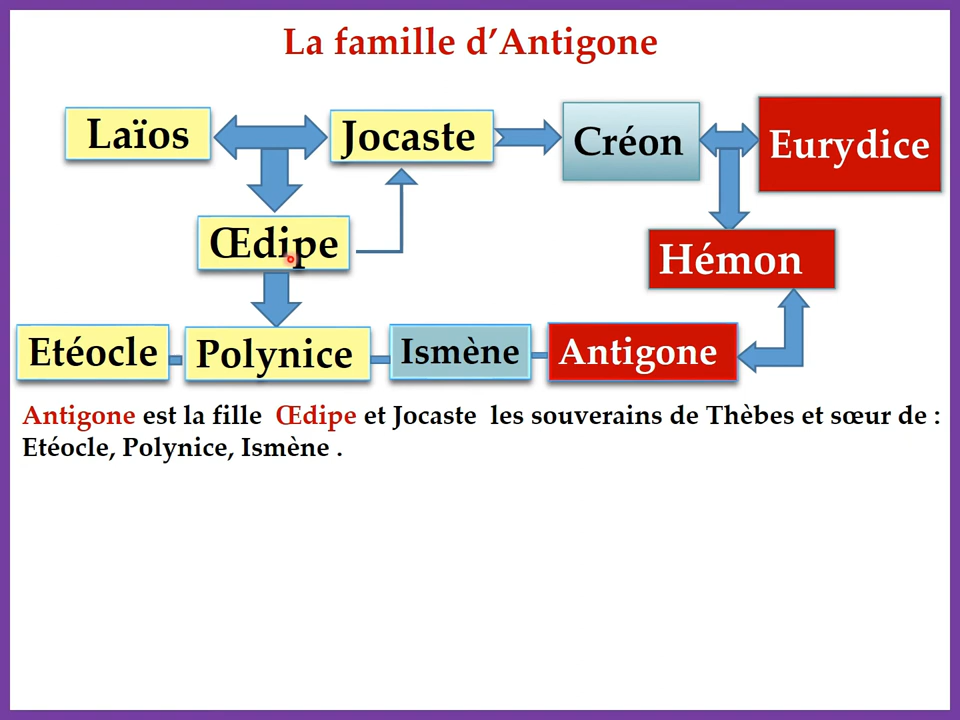 La famille d’Antigone
Laïos
Jocaste
Créon
Eurydice
Œdipe
Hémon
Etéocle
Polynice
Ismène
Antigone
Antigone est la fille Œdipe et Jocaste les souverains de Thèbes et sœur de :
Etéocle, Polynice, Ismène .